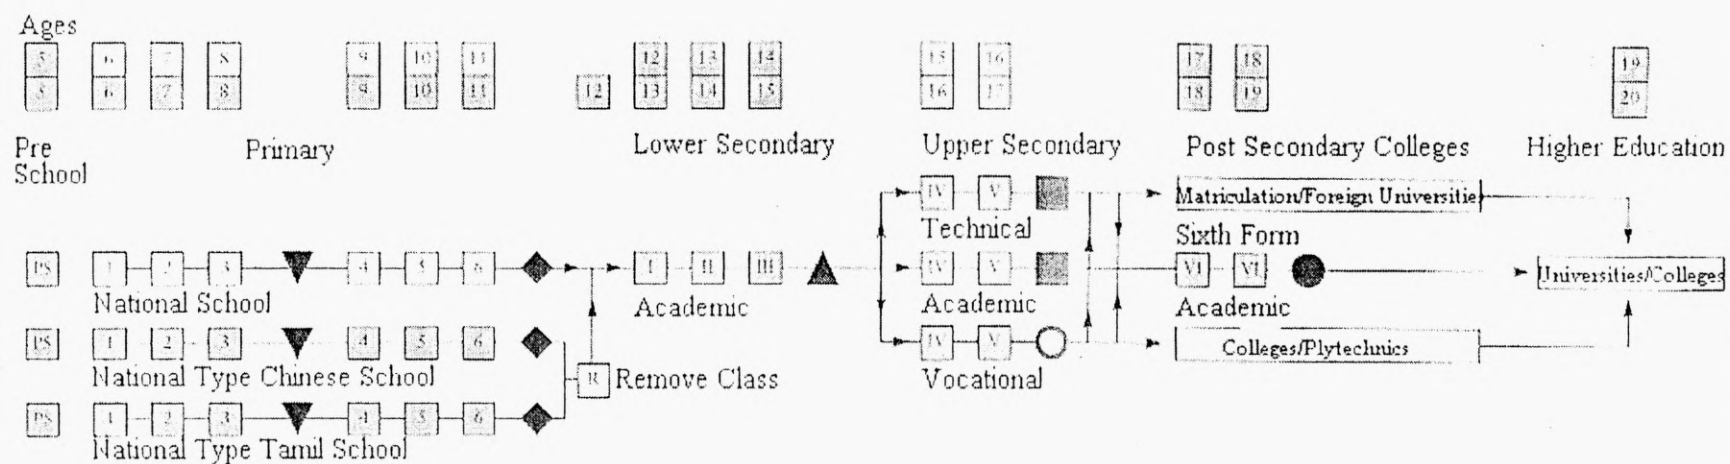 Ages
5 6 7 8 9 10 11 12 13 14 15 16 17 18 19
5 6 7 8 9 10 11 12 13 14 15 16 17 18 19 20
Pre School
Primary
Lower Secondary
Upper Secondary
Post Secondary Colleges
Higher Education
IV V
Technical
Matriculation/Foreign Universitie
PS 1 2 3 4 5 6
National School
I II III
Academic
IV V
Academic
Sixth Form
VI VI
Academic
Universities/Colleges
PS 1 2 3 4 5 6
National Type Chinese School
R Remove Class
IV V
Vocational
Colleges/Plytechnics
PS 1 2 3 4 5 6
National Type Tamil School